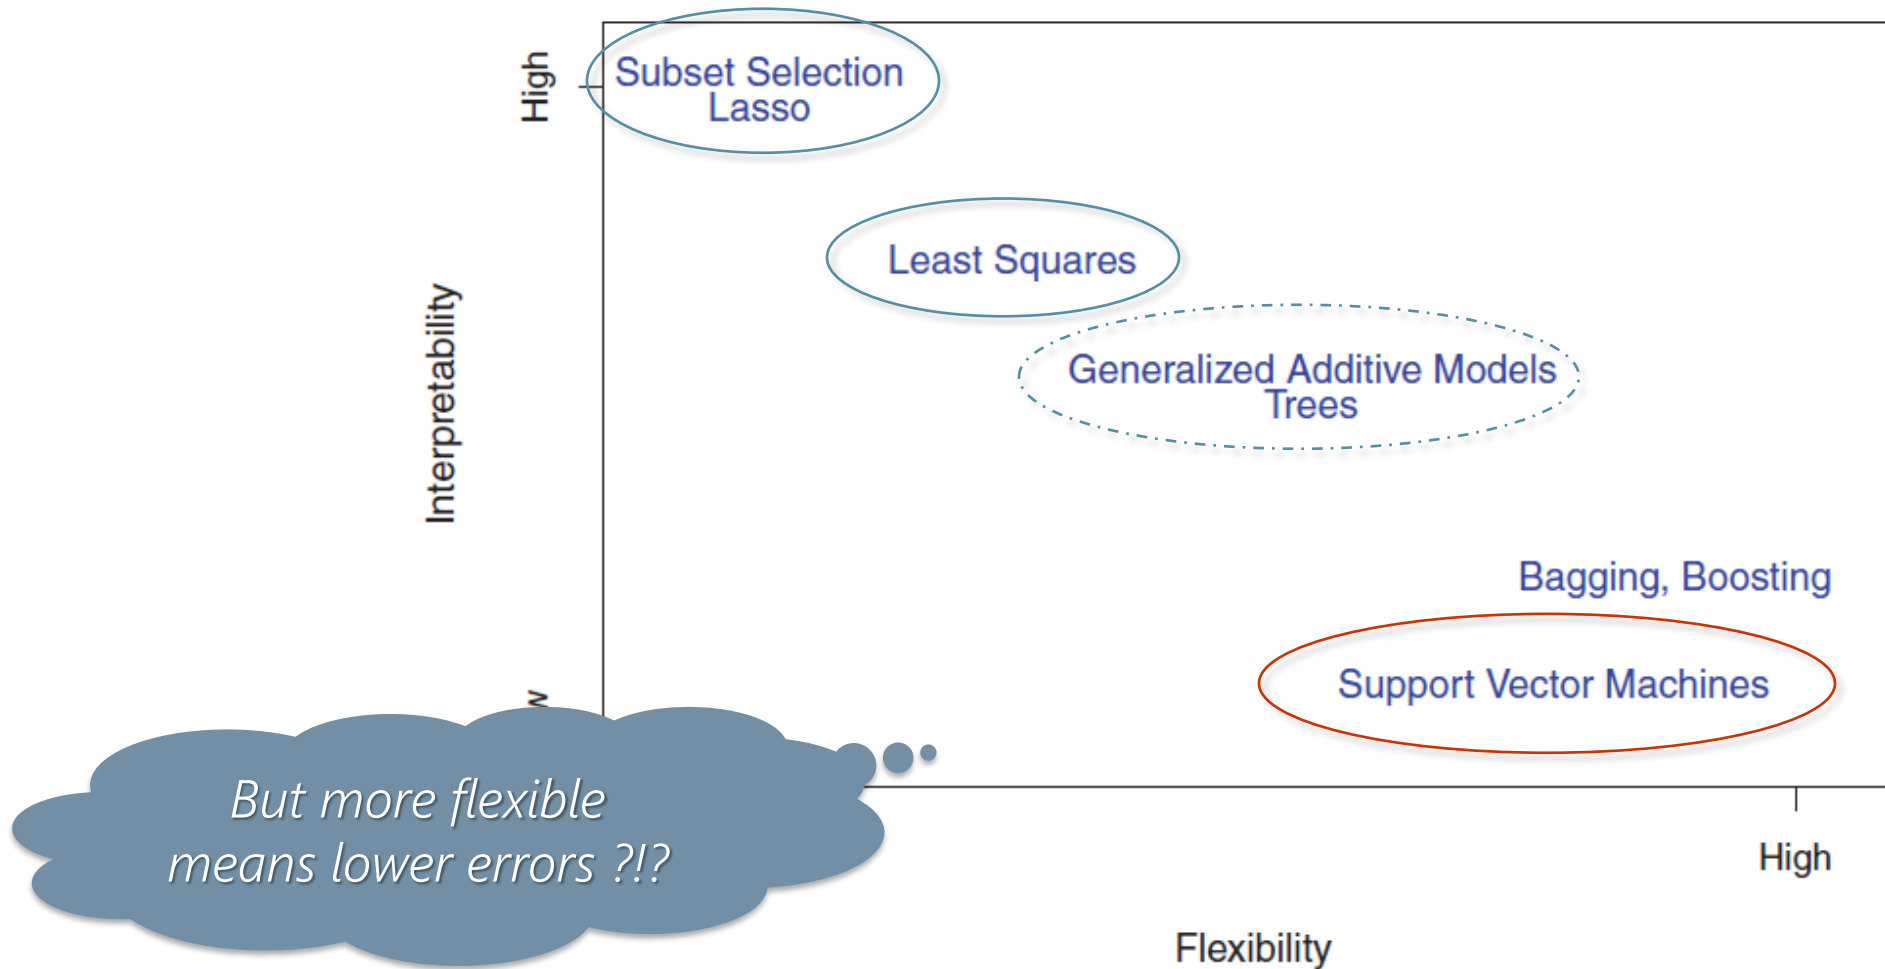 High
Subset Selection
Lasso
Least Squares
Generalized Additive Models
Trees
Interpretability
Bagging, Boosting
Support Vector Machines
w
But more flexible
means lower errors ?!?
High
Flexibility